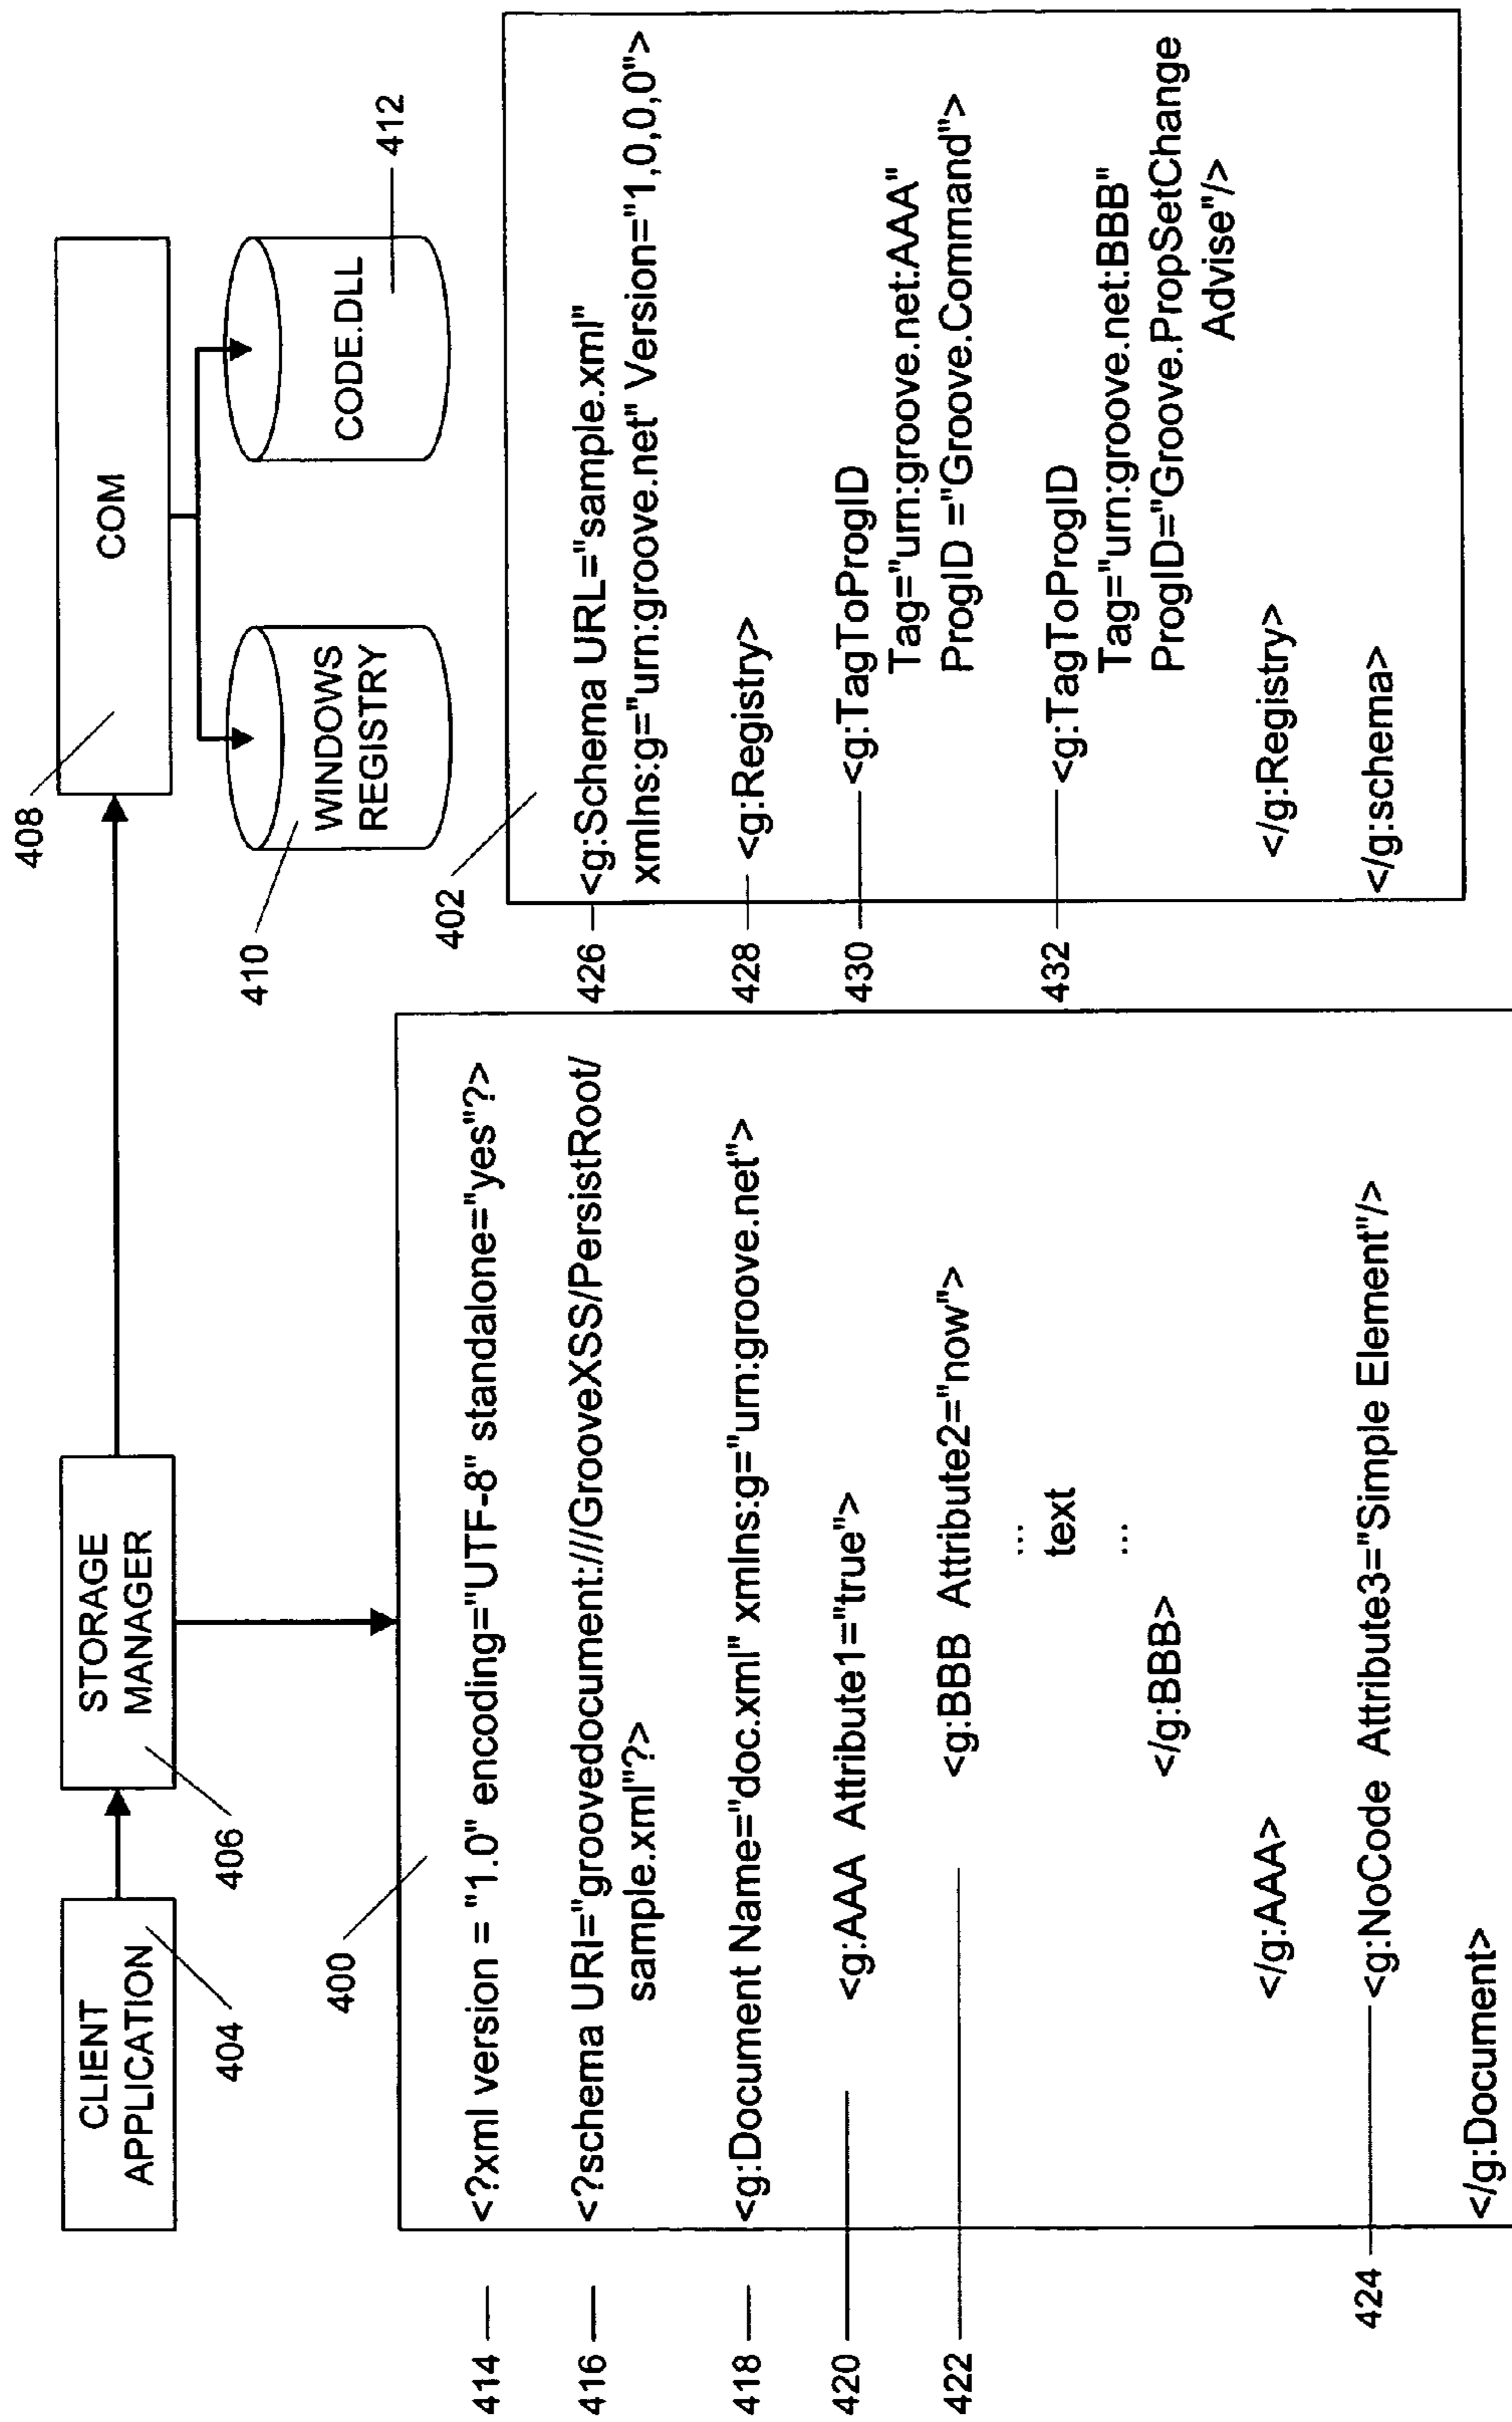 CLIENT
APPLICATION
404
STORAGE
MANAGER
406
408
COM
410
WINDOWS
REGISTRY
CODE.DLL
412
400
414
<?xml version = "1.0" encoding="UTF-8" standalone="yes"?>
416
<?schema URI="groovedocument:///GrooveXSS/PersistRoot/
sample.xml"?>
418
<g:Document Name="doc.xml" xmlns:g="urn:groove.net">
420
<g:AAA Attribute1="true">
422
<g:BBB Attribute2="now">
...
text
...
</g:BBB>
</g:AAA>
424
<g:NoCode Attribute3="Simple Element"/>
</g:Document>
402
426
<g:Schema URL="sample.xml"
xmlns:g="urn:groove.net" Version="1,0,0,0">
428
<g:Registry>
430
<g:TagToProgID
Tag="urn:groove.net:AAA"
ProgID ="Groove.Command">
432
<g:TagToProgID
Tag="urn:groove.net:BBB"
ProgID="Groove.PropSetChange
Advise"/>
</g:Registry>
</g:schema>